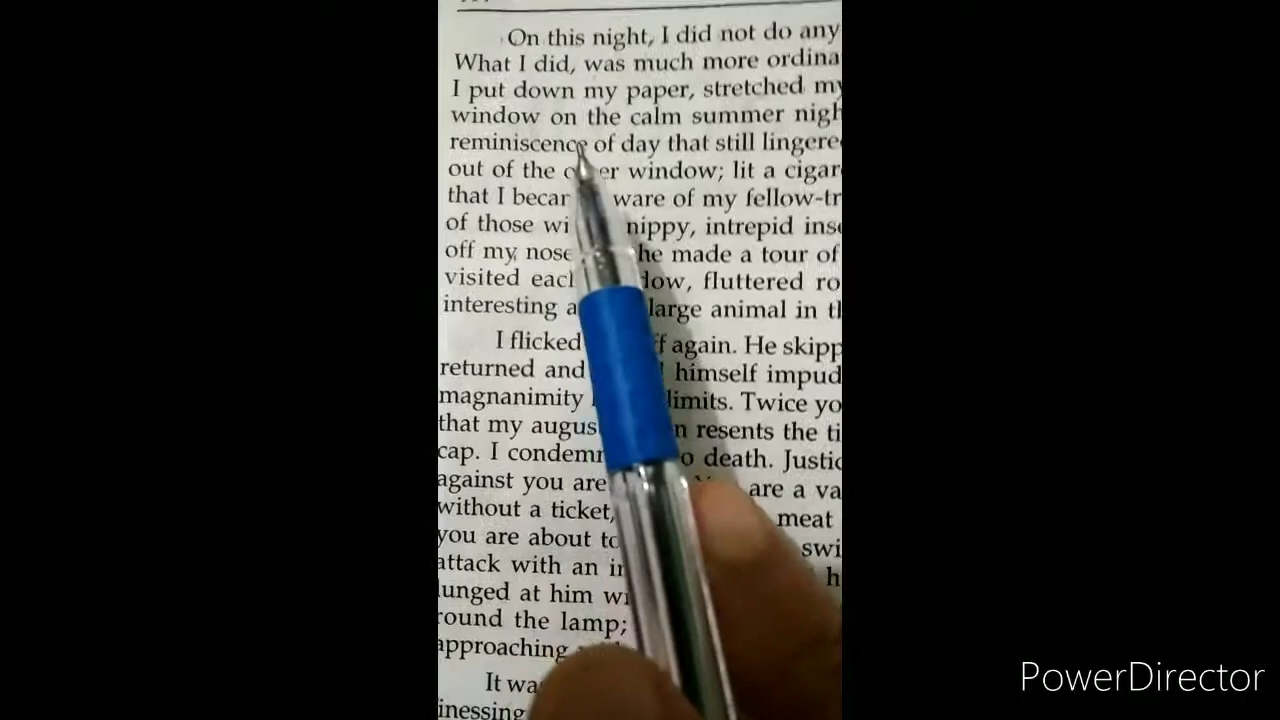 On this night, I did not do any
What I did, was much more ordina
I put down my paper, stretched my
window on the calm summer nigh
reminiscence of day that still lingere
out of the er window; lit a cigar
that I becar ware of my fellow-tr
of those wi nippy, intrepid inse
off my nose he made a tour of
visited eacl dow, fluttered ro
interesting a large animal in tl
I flicked ff again. He skipp
returned and himself impud
magnanimity limits. Twice yo
that my augus n resents the ti
cap. I condemn o death. Justic
against you are are a va
without a ticket, meat
you are about to swi
attack with an in h
lunged at him wi
round the lamp;
approaching
It wa
inessing
PowerDirector